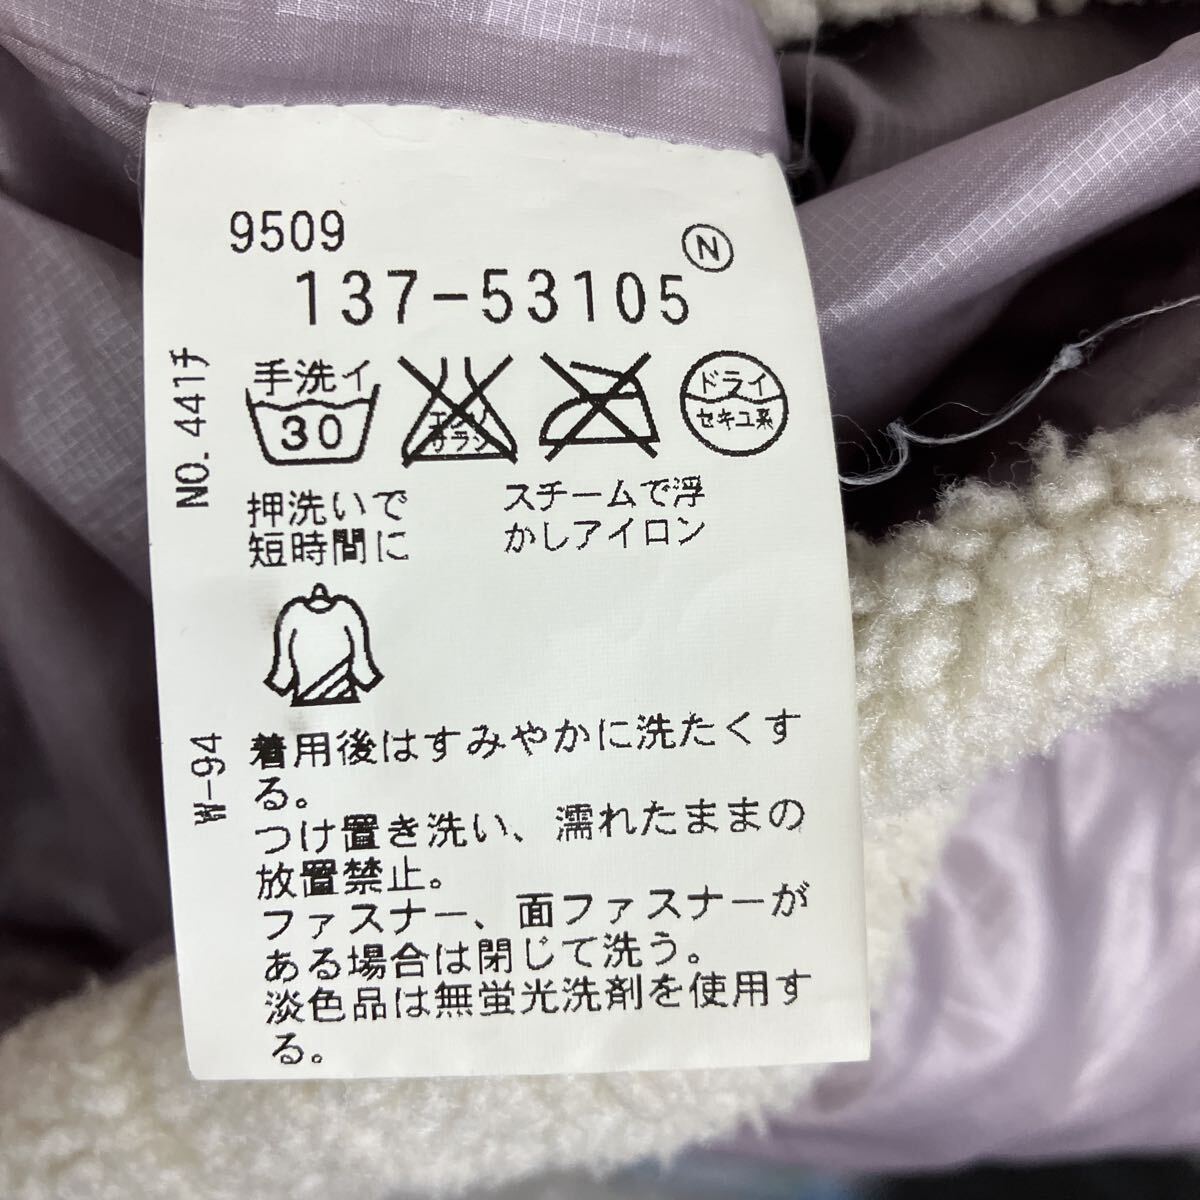 9509
N
137-53105
NO. 441チ
手洗イ
30
エンソ
サラシ
ドライ
セキユ系
押洗いで
短時間に
スチームで浮
かしアイロン
W-94
着用後はすみやかに洗たくす
る。
つけ置き洗い、濡れたままの
放置禁止。
ファスナー、面ファスナーが
ある場合は閉じて洗う。
淡色品は無蛍光洗剤を使用す
る。